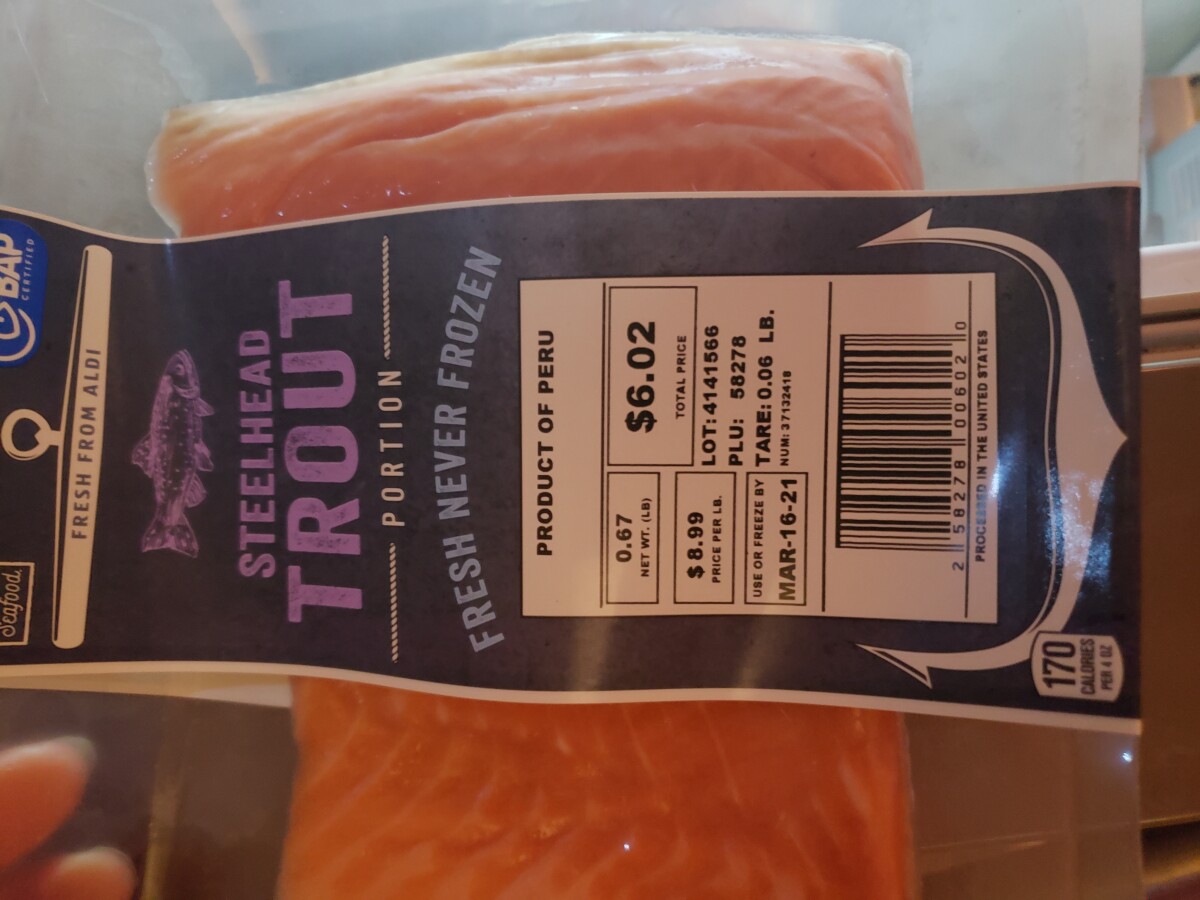 BAP
CERTIFIED
Seafood.
FRESH FROM ALDI
STEELHEAD
TROUT
PORTION
FRESH NEVER FROZEN
PRODUCT OF PERU
0.67
NET WT. (LB)
$6.02
TOTAL PRICE
$8.99
PRICE PER LB.
LOT:4141566
PLU: 58278
TARE:0.06 LB.
NUM: 37132418
USE OR FREEZE BY
MAR-16-21
2 58278 00602 0
PROCESSED IN THE UNITED STATES
170
CALORIES
PER 4 OZ